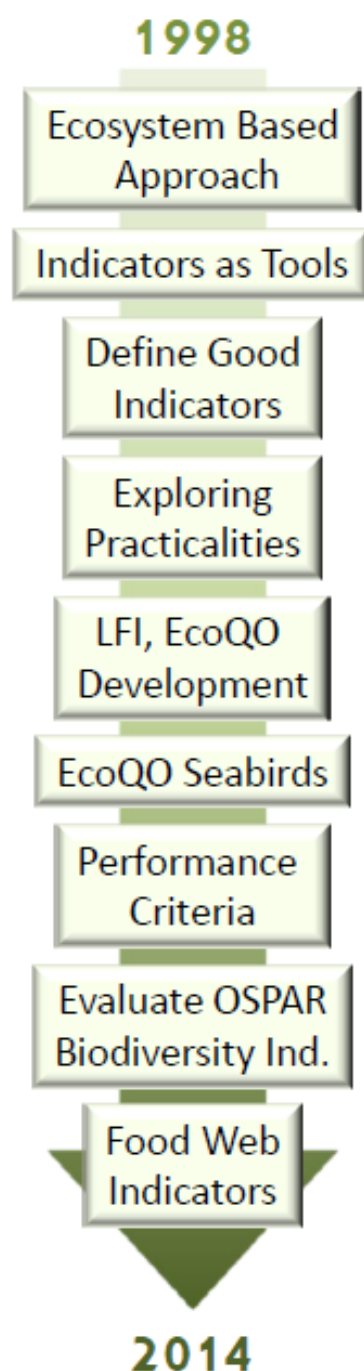 1998
Ecosystem Based
Approach
Indicators as Tools
Define Good
Indicators
Exploring
Practicalities
LFI, EcoQO
Development
EcoQO Seabirds
Performance
Criteria
Evaluate OSPAR
Biodiversity Ind.
Food Web
Indicators
2014